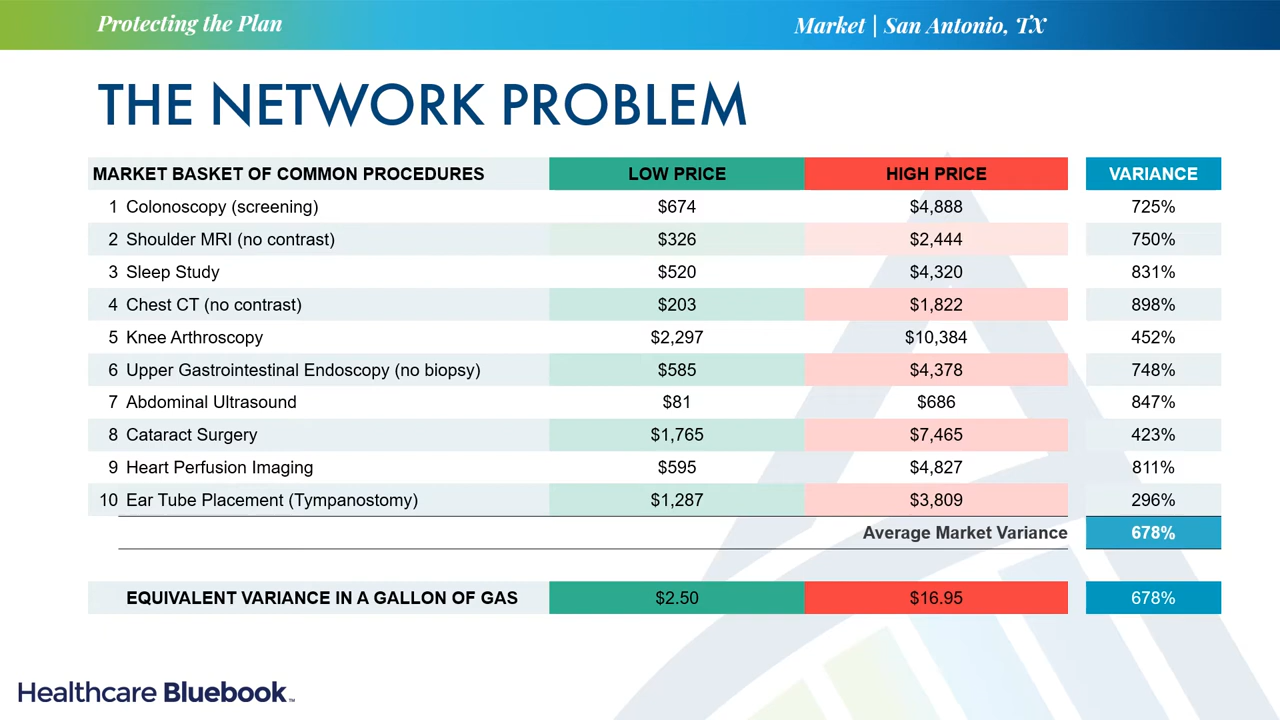 Protecting the Plan
Market | San Antonio, TX
THE NETWORK PROBLEM
MARKET BASKET OF COMMON PROCEDURES LOW PRICE HIGH PRICE VARIANCE
1 Colonoscopy (screening) $674 $4,888 725%
2 Shoulder MRI (no contrast) $326 $2,444 750%
3 Sleep Study $520 $4,320 831%
4 Chest CT (no contrast) $203 $1,822 898%
5 Knee Arthroscopy $2,297 $10,384 452%
6 Upper Gastrointestinal Endoscopy (no biopsy) $585 $4,378 748%
7 Abdominal Ultrasound $81 $686 847%
8 Cataract Surgery $1,765 $7,465 423%
9 Heart Perfusion Imaging $595 $4,827 811%
10 Ear Tube Placement (Tympanostomy) $1,287 $3,809 296%
Average Market Variance 678%
EQUIVALENT VARIANCE IN A GALLON OF GAS $2.50 $16.95 678%
Healthcare Bluebook™